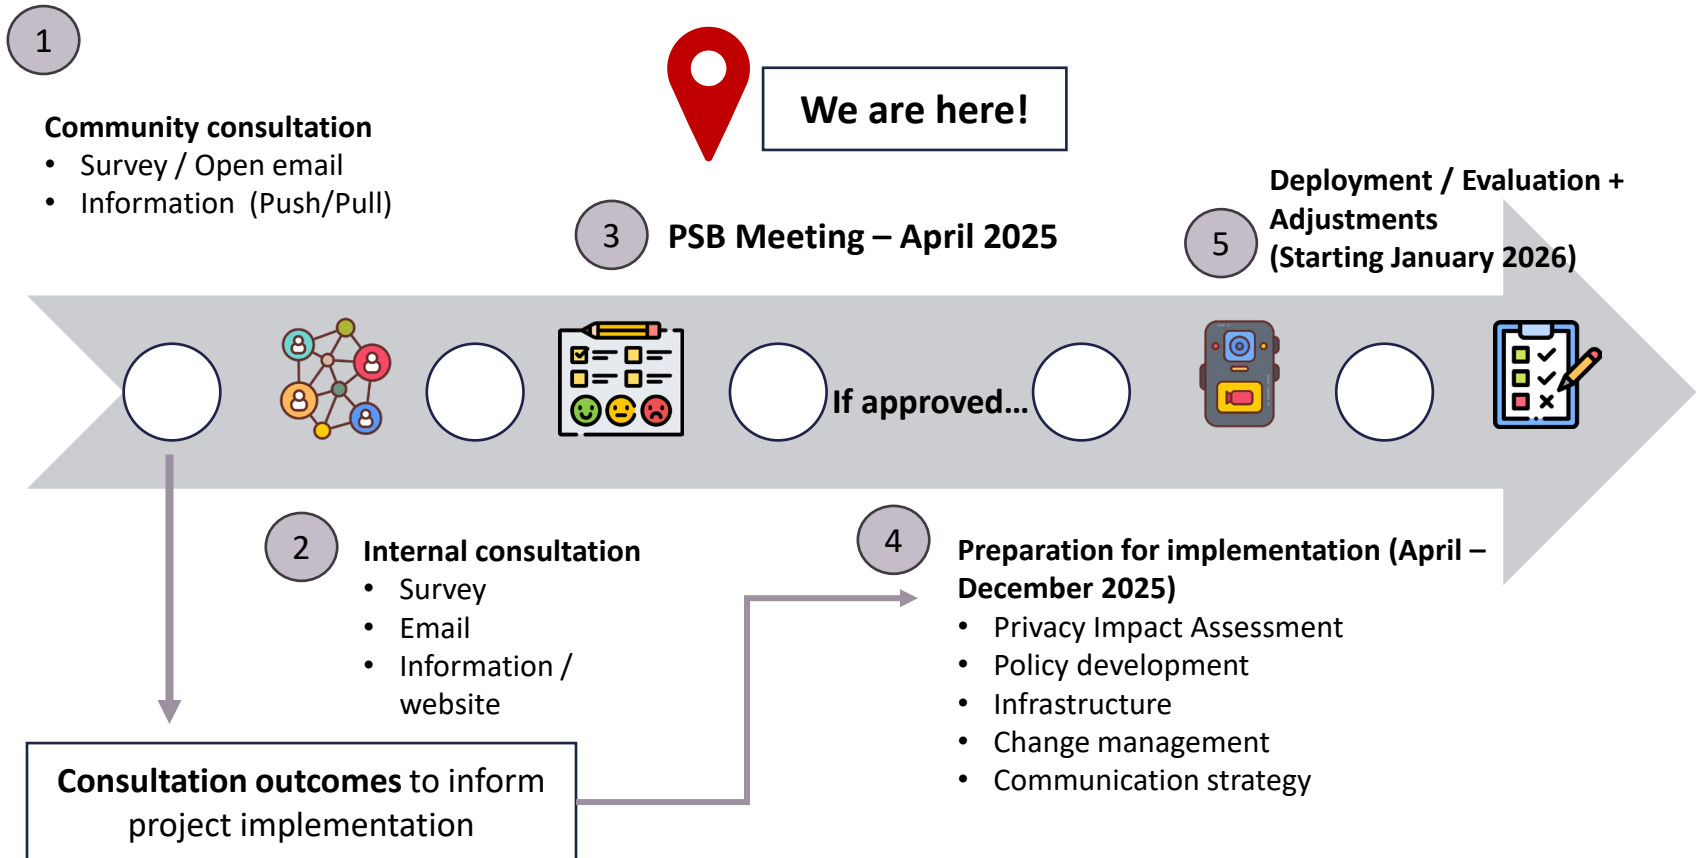 1
Community consultation
• Survey / Open email
• Information  (Push/Pull)
We are here!
3
PSB Meeting – April 2025
5
Deployment / Evaluation +
Adjustments
(Starting January 2026)
If approved...
2
Internal consultation
• Survey
• Email
• Information /
website
4
Preparation for implementation (April –
December 2025)
• Privacy Impact Assessment
• Policy development
• Infrastructure
• Change management
• Communication strategy
Consultation outcomes to inform
project implementation